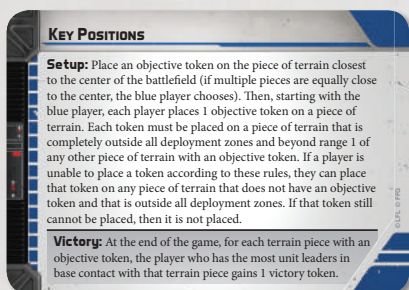 KEY POSITIONS
Setup: Place an objective token on the piece of terrain closest
to the center of the battlefield (if multiple pieces are equally close
to the center, the blue player chooses). Then, starting with the
blue player, each player places 1 objective token on a piece of
terrain. Each token must be placed on a piece of terrain that is
completely outside all deployment zones and beyond range 1 of
any other piece of terrain with an objective token. If a player is
unable to place a token according to these rules, they can place
that token on any piece of terrain that does not have an objective
token and that is outside all deployment zones. If that token still
cannot be placed, then it is not placed.
Victory: At the end of the game, for each terrain piece with an
objective token, the player who has the most unit leaders in
base contact with that terrain piece gains 1 victory token.
© LFL © FFG